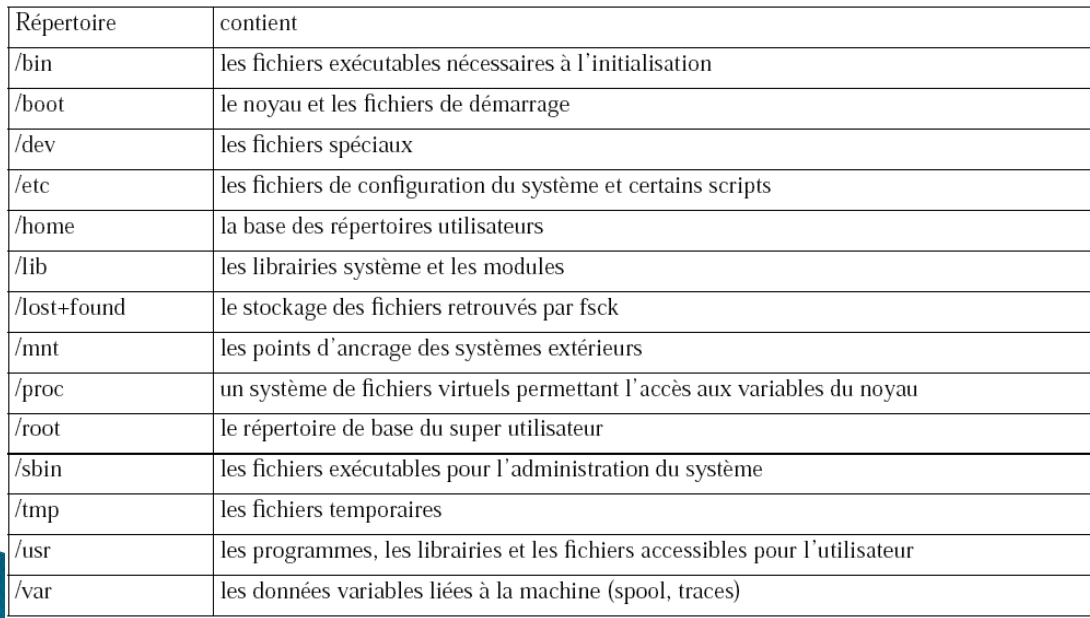 Répertoire contient
/bin les fichiers exécutables nécessaires à l'initialisation
/boot le noyau et les fichiers de démarrage
/dev les fichiers spéciaux
/etc les fichiers de configuration du système et certains scripts
/home la base des répertoires utilisateurs
/lib les librairies système et les modules
/lost+found le stockage des fichiers retrouvés par fsck
/mnt les points d'ancrage des systèmes extérieurs
/proc un système de fichiers virtuels permettant l'accès aux variables du noyau
/root le répertoire de base du super utilisateur
/sbin les fichiers exécutables pour l'administration du système
/tmp les fichiers temporaires
/usr les programmes, les librairies et les fichiers accessibles pour l'utilisateur
/var les données variables liées à la machine (spool, traces)